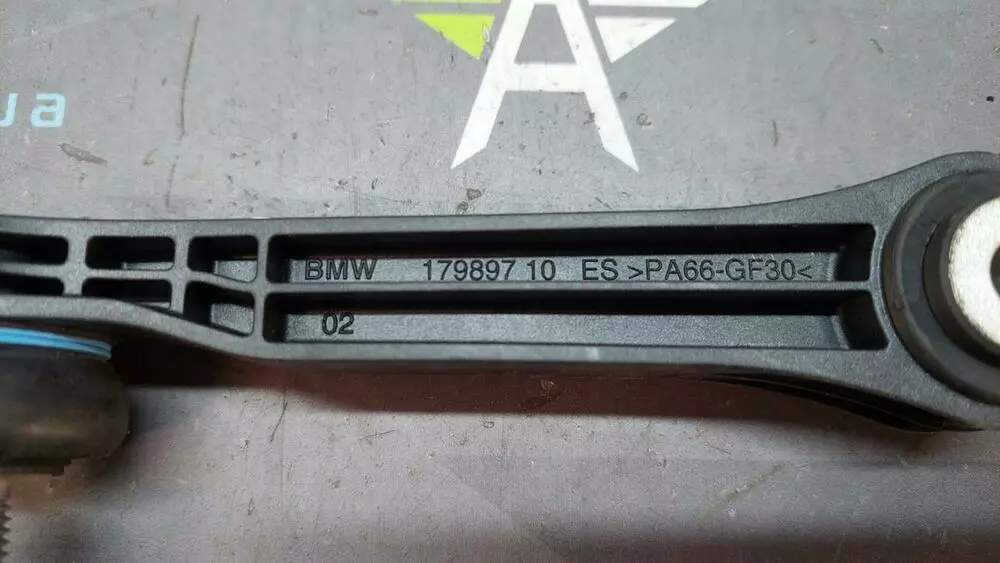 ua
A
BMW 179897 10 ES >PA66-GF30<
02